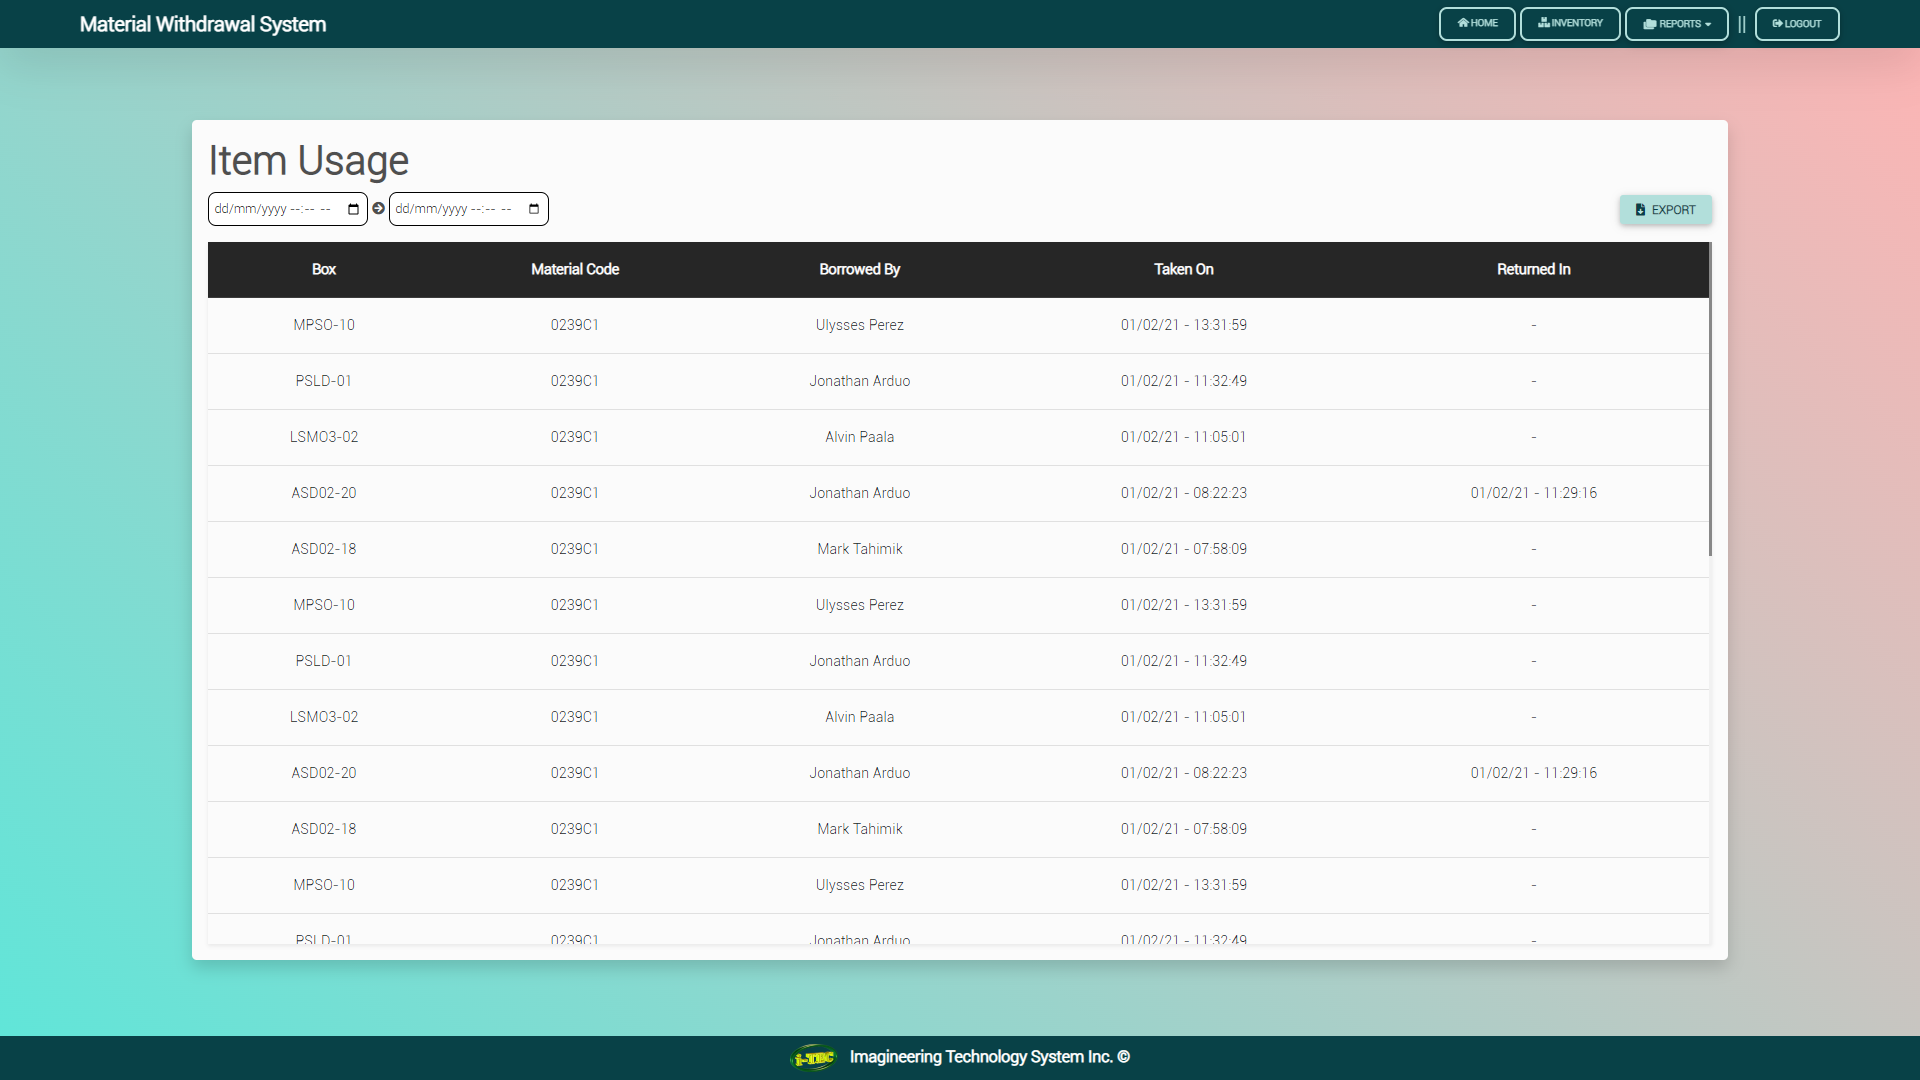 Material Withdrawal System HOME INVENTORY REPORTS || LOGOUT
Item Usage
dd/mm/yyyy --:-- -- dd/mm/yyyy --:-- -- EXPORT
Box Material Code Borrowed By Taken On Returned In
MPSO-10 0239C1 Ulysses Perez 01/02/21 - 13:31:59 -
PSLD-01 0239C1 Jonathan Arduo 01/02/21 - 11:32:49 -
LSMO3-02 0239C1 Alvin Paala 01/02/21 - 11:05:01 -
ASD02-20 0239C1 Jonathan Arduo 01/02/21 - 08:22:23 01/02/21 - 11:29:16
ASD02-18 0239C1 Mark Tahimik 01/02/21 - 07:58:09 -
MPSO-10 0239C1 Ulysses Perez 01/02/21 - 13:31:59 -
PSLD-01 0239C1 Jonathan Arduo 01/02/21 - 11:32:49 -
LSMO3-02 0239C1 Alvin Paala 01/02/21 - 11:05:01 -
ASD02-20 0239C1 Jonathan Arduo 01/02/21 - 08:22:23 01/02/21 - 11:29:16
ASD02-18 0239C1 Mark Tahimik 01/02/21 - 07:58:09 -
MPSO-10 0239C1 Ulysses Perez 01/02/21 - 13:31:59 -
PSLD-01 0239C1 Jonathan Arduo 01/02/21 - 11:32:49 -
Imagineering Technology System Inc. ©